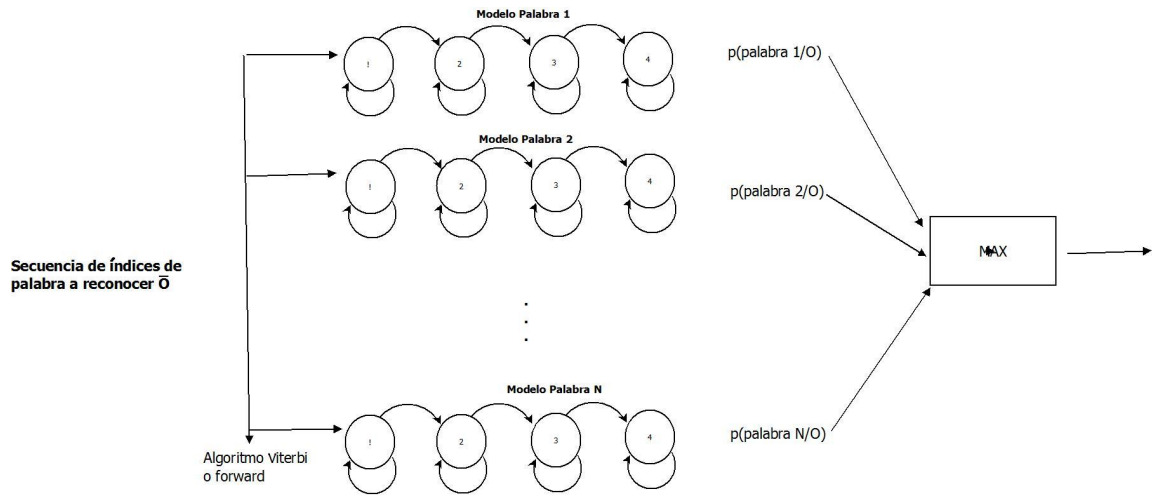 Modelo Palabra 1
! 2 3 4
p(palabra 1/O)
Modelo Palabra 2
! 2 3 4
p(palabra 2/O)
MAX
Secuencia de índices de
palabra a reconocer O̅
.
.
.
Modelo Palabra N
! 2 3 4
p(palabra N/O)
Algoritmo Viterbi
o forward